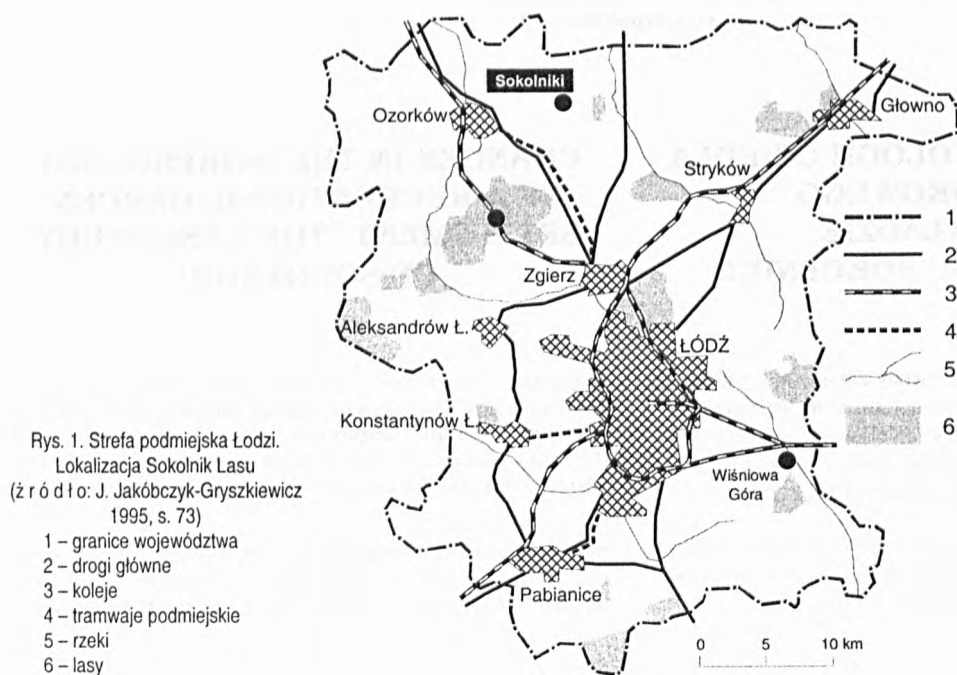 Sokolniki
Ozorków
Głowno
Stryków
Zgierz
Aleksandrów Ł.
ŁÓDŹ
Konstantynów Ł.
Wiśniowa
Góra
Pabianice
0 5 10 km
1
2
3
4
5
6
Rys. 1. Strefa podmiejska Łodzi.
Lokalizacja Sokolnik Lasu
(ź r ó d ł o: J. Jakóbczyk-Gryszkiewicz
1995, s. 73)
1 – granice województwa
2 – drogi główne
3 – koleje
4 – tramwaje podmiejskie
5 – rzeki
6 – lasy